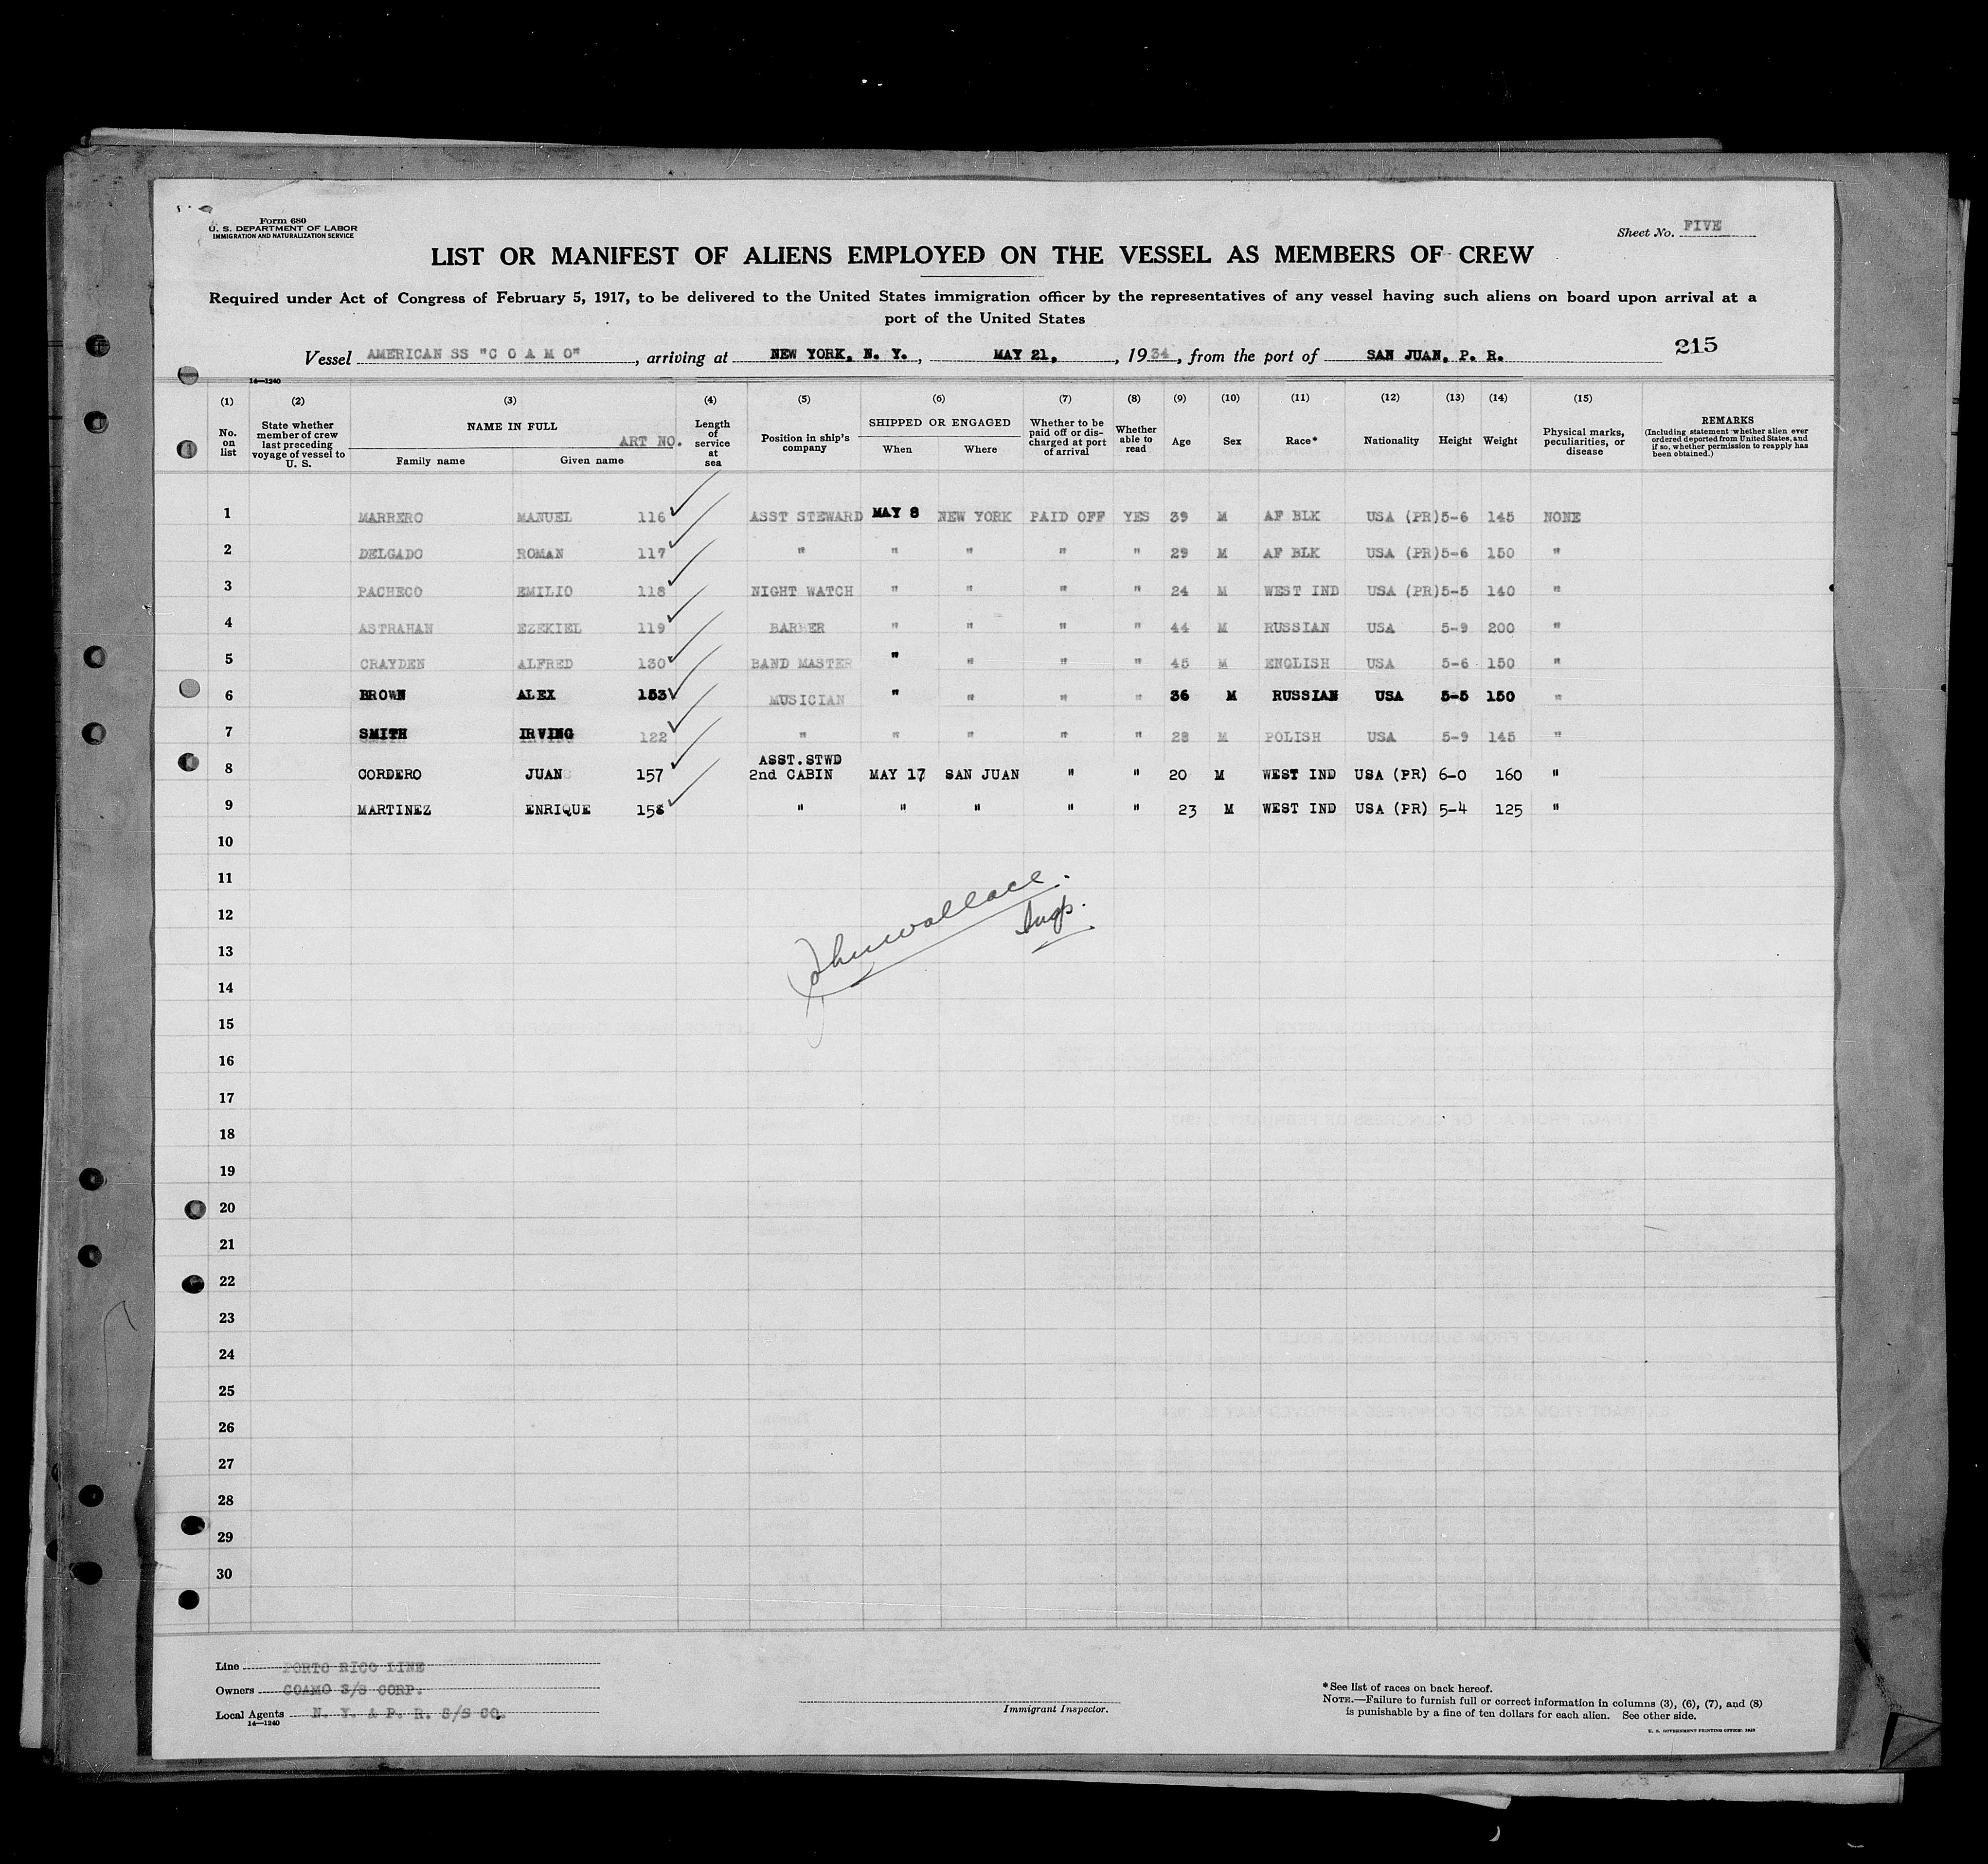 Form 680
U. S. DEPARTMENT OF LABOR
IMMIGRATION AND NATURALIZATION SERVICE
Sheet No. FIVE
LIST OR MANIFEST OF ALIENS EMPLOYED ON THE VESSEL AS MEMBERS OF CREW
Required under Act of Congress of February 5, 1917, to be delivered to the United States immigration officer by the representatives of any vessel having such aliens on board upon arrival at a
port of the United States
215
Vessel AMERICAN SS "C O A M O", arriving at NEW YORK, N. Y., MAY 21, , 1934, from the port of SAN JUAN, P. R.
14—1240
(1) (2) (3) (4) (5) (6) (7) (8) (9) (10) (11) (12) (13) (14) (15)
No. on list
State whether member of crew last preceding voyage of vessel to U. S.
NAME IN FULL
ART NO.
Family name Given name
Length of service at sea
Position in ship's company
SHIPPED OR ENGAGED
When Where
Whether to be paid off or discharged at port of arrival
Whether able to read
Age Sex Race* Nationality Height Weight
Physical marks, peculiarities, or disease
REMARKS
(Including statement whether alien ever ordered deported from United States, and if so, whether permission to reapply has been obtained.)
1 MARRERO MANUEL 116 ASST STEWARD MAY 8 NEW YORK PAID OFF YES 39 M AF BLK USA (PR) 5-6 145 NONE
2 DELGADO ROMAN 117 " " " " " 29 M AF BLK USA (PR) 5-6 150 "
3 PACHECO EMILIO 118 NIGHT WATCH " " " " 24 M WEST IND USA (PR) 5-5 140 "
4 ASTRAHAN EZEKIEL 119 BARBER " " " " 44 M RUSSIAN USA 5-9 200 "
5 CRAYDEN ALFRED 130 BAND MASTER " " " " 45 M ENGLISH USA 5-6 150 "
6 BROWN ALEX 153 MUSICIAN " " " " 36 M RUSSIAN USA 5-5 150 "
7 SMITH IRVING 122 " " " " " 28 M POLISH USA 5-9 145 "
8 CORDERO JUAN 157 ASST.STWD 2nd CABIN MAY 17 SAN JUAN " " 20 M WEST IND USA (PR) 6-0 160 "
9 MARTINEZ ENRIQUE 158 " " " " " 23 M WEST IND USA (PR) 5-4 125 "
10
11
12
13
14
15
16
17
18
19
20
21
22
23
24
25
26
27
28
29
30
John Wallace.
Insp.
Line PORTO RICO LINE
Owners COAMO S/S CORP.
Local Agents N. Y. & P. R. S/S CO.
14—1240
Immigrant Inspector.
*See list of races on back hereof.
NOTE.—Failure to furnish full or correct information in columns (3), (6), (7), and (8)
is punishable by a fine of ten dollars for each alien. See other side.